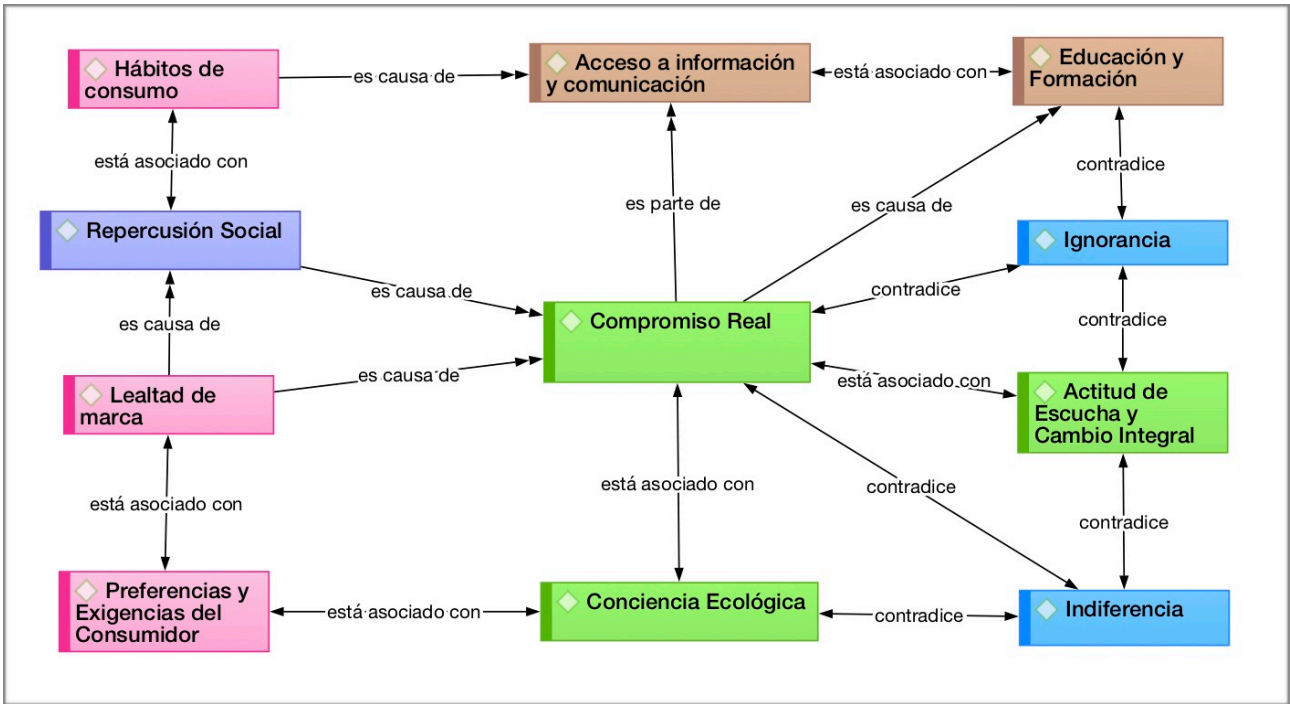 Hábitos de
consumo
es causa de
Acceso a información
y comunicación
está asociado con
Educación y
Formación
está asociado con
contradice
es parte de
es causa de
Repercusión Social
Ignorancia
es causa de
contradice
es causa de
Compromiso Real
contradice
Lealtad de
marca
es causa de
está asociado con
Actitud de
Escucha y
Cambio Integral
está asociado con
está asociado con
contradice
contradice
Preferencias y
Exigencias del
Consumidor
está asociado con
Conciencia Ecológica
contradice
Indiferencia